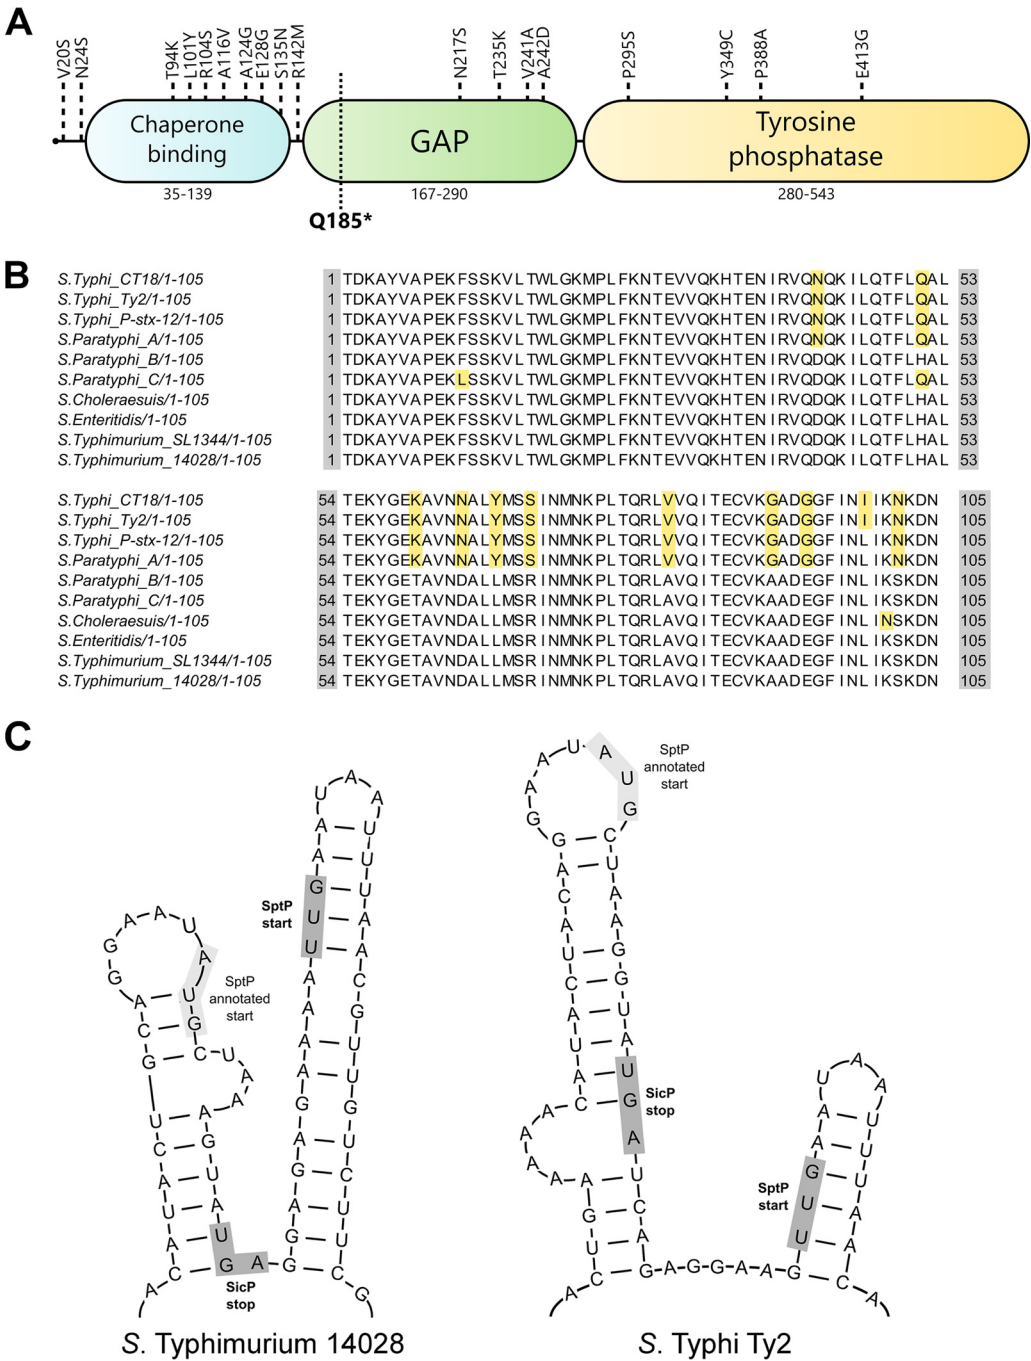 A
V20S
N24S
T94K
L101Y
R104S
A116V
A124G
E128G
S135N
R142M
N217S
T235K
V241A
A242D
P295S
Y349C
P388A
E413G
Chaperone
binding
GAP
Tyrosine
phosphatase
35-139
167-290
280-543
Q185*
B
S.Typhi_CT18/1-105 1 TDKAYVAPEKFSSKVLTWLGKMPLFKNTEVVQKHTENIRVQNQKILQTFLQAL 53
S.Typhi_Ty2/1-105 1 TDKAYVAPEKFSSKVLTWLGKMPLFKNTEVVQKHTENIRVQNQKILQTFLQAL 53
S.Typhi_P-stx-12/1-105 1 TDKAYVAPEKFSSKVLTWLGKMPLFKNTEVVQKHTENIRVQNQKILQTFLQAL 53
S.Paratyphi_A/1-105 1 TDKAYVAPEKFSSKVLTWLGKMPLFKNTEVVQKHTENIRVQNQKILQTFLQAL 53
S.Paratyphi_B/1-105 1 TDKAYVAPEKFSSKVLTWLGKMPLFKNTEVVQKHTENIRVQDQKILQTFLHAL 53
S.Paratyphi_C/1-105 1 TDKAYVAPEKLSSKVLTWLGKMPLFKNTEVVQKHTENIRVQDQKILQTFLQAL 53
S.Choleraesuis/1-105 1 TDKAYVAPEKFSSKVLTWLGKMPLFKNTEVVQKHTENIRVQDQKILQTFLHAL 53
S.Enteritidis/1-105 1 TDKAYVAPEKFSSKVLTWLGKMPLFKNTEVVQKHTENIRVQDQKILQTFLHAL 53
S.Typhimurium_SL1344/1-105 1 TDKAYVAPEKFSSKVLTWLGKMPLFKNTEVVQKHTENIRVQDQKILQTFLHAL 53
S.Typhimurium_14028/1-105 1 TDKAYVAPEKFSSKVLTWLGKMPLFKNTEVVQKHTENIRVQDQKILQTFLHAL 53
S.Typhi_CT18/1-105 54 TEKYGEKAVNNALYMSSINMNKPLTQRLVVQITECVKGADGGFINIIKNKDN 105
S.Typhi_Ty2/1-105 54 TEKYGEKAVNNALYMSSINMNKPLTQRLVVQITECVKGADGGFINIIKNKDN 105
S.Typhi_P-stx-12/1-105 54 TEKYGEKAVNNALYMSSINMNKPLTQRLVVQITECVKGADGGFINLIKNKDN 105
S.Paratyphi_A/1-105 54 TEKYGEKAVNNALYMSSINMNKPLTQRLVVQITECVKGADGGFINLIKNKDN 105
S.Paratyphi_B/1-105 54 TEKYGETAVNDALLMSRINMNKPLTQRLAVQITECVKAADEGFINLIKSKDN 105
S.Paratyphi_C/1-105 54 TEKYGETAVNDALLMSRINMNKPLTQRLAVQITECVKAADEGFINLIKSKDN 105
S.Choleraesuis/1-105 54 TEKYGETAVNDALLMSRINMNKPLTQRLAVQITECVKAADEGFINLINSKDN 105
S.Enteritidis/1-105 54 TEKYGETAVNDALLMSRINMNKPLTQRLAVQITECVKAADEGFINLIKSKDN 105
S.Typhimurium_SL1344/1-105 54 TEKYGETAVNDALLMSRINMNKPLTQRLAVQITECVKAADEGFINLIKSKDN 105
S.Typhimurium_14028/1-105 54 TEKYGETAVNDALLMSRINMNKPLTQRLAVQITECVKAADEGFINLIKSKDN 105
C
A C A U A C U G C A G G A A U A U G C U A A A G U A U G A G G A G A G A A A A U U G A A U A A U U U A A C G U U G U C U U C G
SptP
annotated
start
SptP
start
SicP
stop
S. Typhimurium 14028
A C U G A A A A A C A U A C U A C A G G A A U A U G C U A A G G U A U G A U C A G A G G A A G U U G A A U A A U U U A A C A
SptP
annotated
start
SicP
stop
SptP
start
S. Typhi Ty2